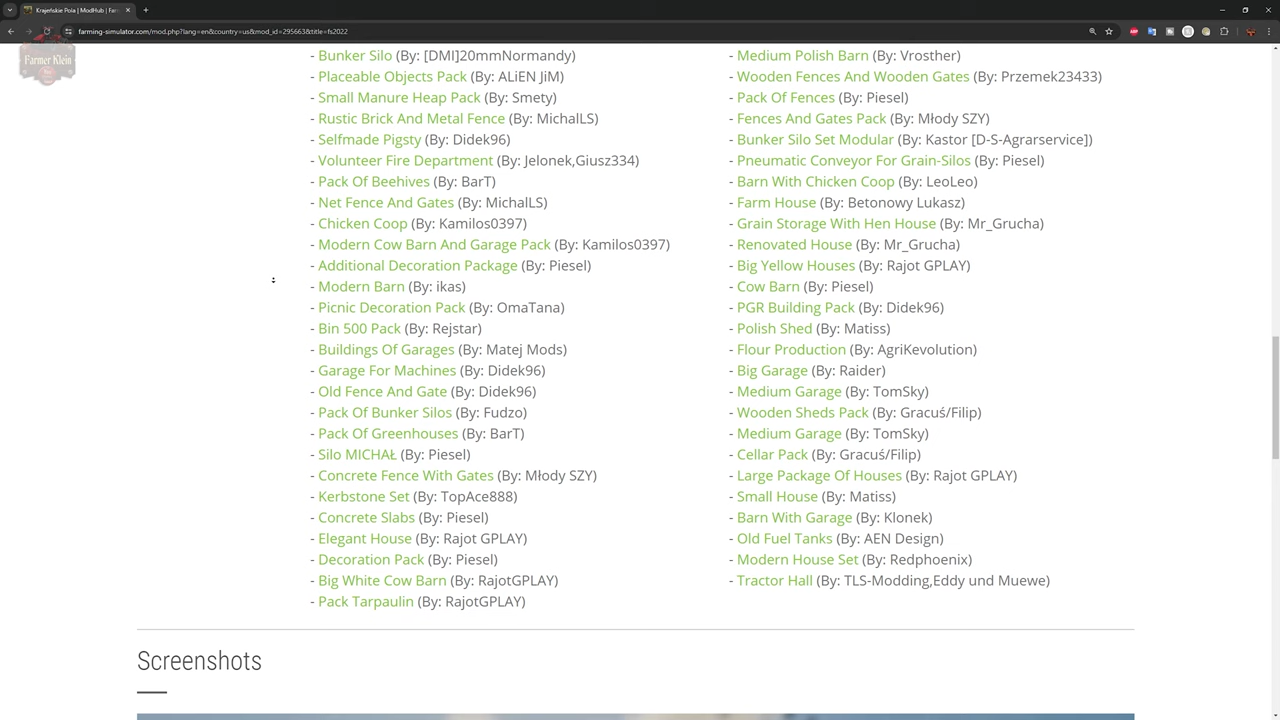 Krajeńskie Pola | ModHub | Far
farming-simulator.com/mod.php?lang=en&country=us&mod_id=295663&title=fs2022
Farmer Klein
- Bunker Silo (By: [DMI]20mmNormandy)
- Placeable Objects Pack (By: ALiEN JiM)
- Small Manure Heap Pack (By: Smety)
- Rustic Brick And Metal Fence (By: MichalLS)
- Selfmade Pigsty (By: Didek96)
- Volunteer Fire Department (By: Jelonek,Giusz334)
- Pack Of Beehives (By: BarT)
- Net Fence And Gates (By: MichalLS)
- Chicken Coop (By: Kamilos0397)
- Modern Cow Barn And Garage Pack (By: Kamilos0397)
- Additional Decoration Package (By: Piesel)
- Modern Barn (By: ikas)
- Picnic Decoration Pack (By: OmaTana)
- Bin 500 Pack (By: Rejstar)
- Buildings Of Garages (By: Matej Mods)
- Garage For Machines (By: Didek96)
- Old Fence And Gate (By: Didek96)
- Pack Of Bunker Silos (By: Fudzo)
- Pack Of Greenhouses (By: BarT)
- Silo MICHAŁ (By: Piesel)
- Concrete Fence With Gates (By: Młody SZY)
- Kerbstone Set (By: TopAce888)
- Concrete Slabs (By: Piesel)
- Elegant House (By: Rajot GPLAY)
- Decoration Pack (By: Piesel)
- Big White Cow Barn (By: RajotGPLAY)
- Pack Tarpaulin (By: RajotGPLAY)
- Medium Polish Barn (By: Vrosther)
- Wooden Fences And Wooden Gates (By: Przemek23433)
- Pack Of Fences (By: Piesel)
- Fences And Gates Pack (By: Młody SZY)
- Bunker Silo Set Modular (By: Kastor [D-S-Agrarservice])
- Pneumatic Conveyor For Grain-Silos (By: Piesel)
- Barn With Chicken Coop (By: LeoLeo)
- Farm House (By: Betonowy Lukasz)
- Grain Storage With Hen House (By: Mr_Grucha)
- Renovated House (By: Mr_Grucha)
- Big Yellow Houses (By: Rajot GPLAY)
- Cow Barn (By: Piesel)
- PGR Building Pack (By: Didek96)
- Polish Shed (By: Matiss)
- Flour Production (By: AgriKevolution)
- Big Garage (By: Raider)
- Medium Garage (By: TomSky)
- Wooden Sheds Pack (By: Gracuś/Filip)
- Medium Garage (By: TomSky)
- Cellar Pack (By: Gracuś/Filip)
- Large Package Of Houses (By: Rajot GPLAY)
- Small House (By: Matiss)
- Barn With Garage (By: Klonek)
- Old Fuel Tanks (By: AEN Design)
- Modern House Set (By: Redphoenix)
- Tractor Hall (By: TLS-Modding,Eddy und Muewe)
Screenshots